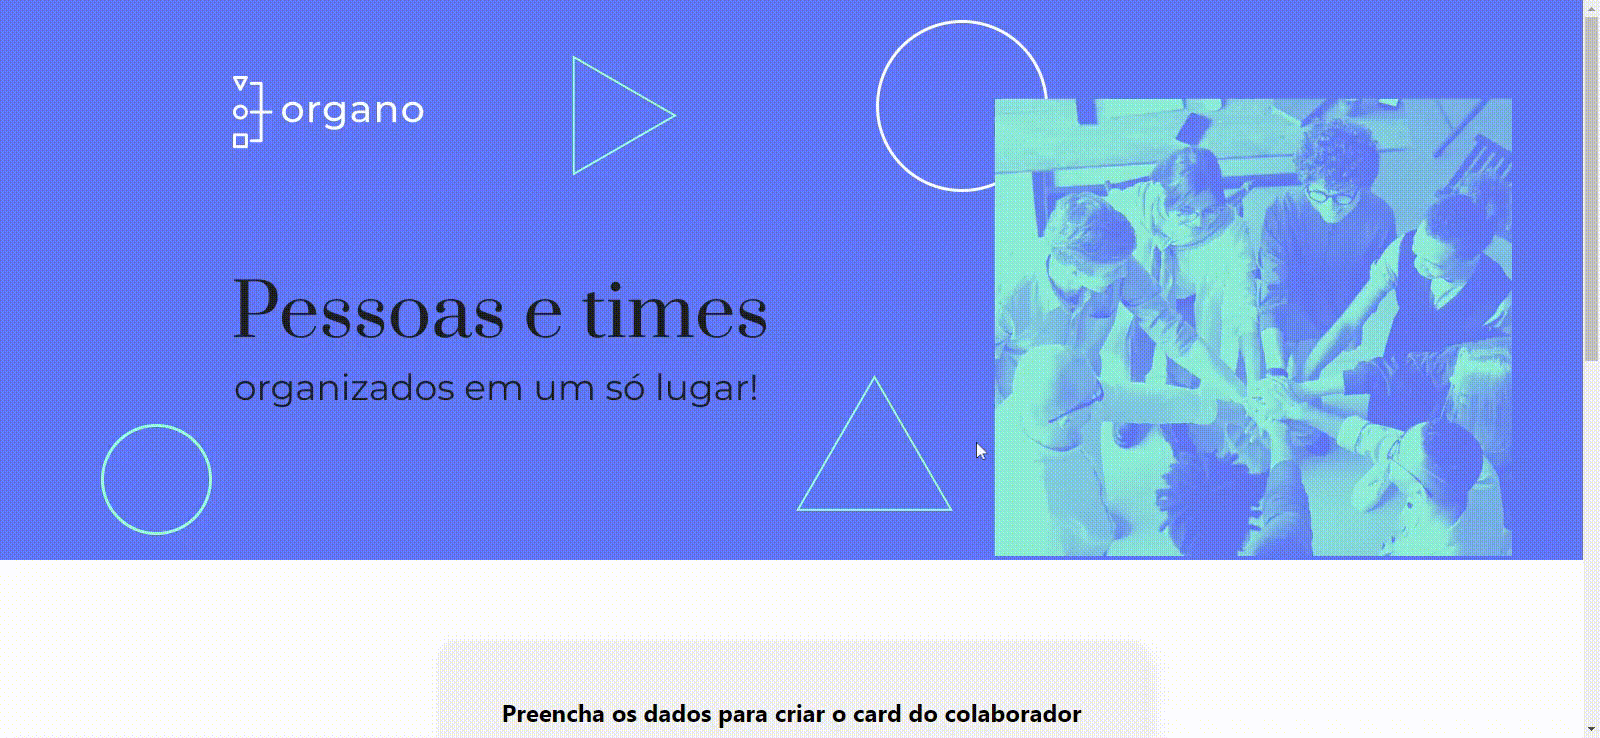 organo
Pessoas e times
organizados em um só lugar!
Preencha os dados para criar o card do colaborador